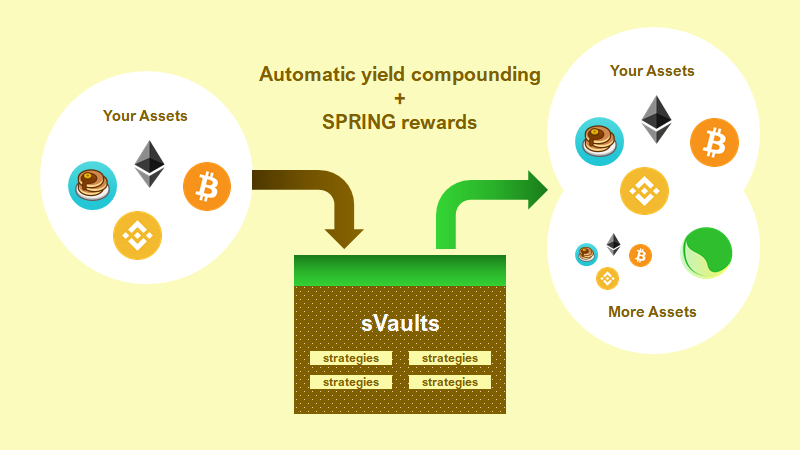 Automatic yield compounding
+
SPRING rewards
Your Assets
Your Assets
sVaults
strategies strategies
strategies strategies
More Assets